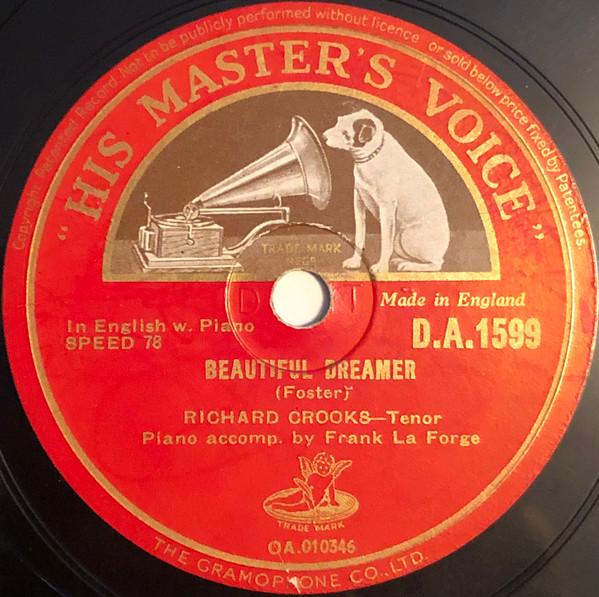 Copyright. Patented Record. Not to be publicly performed without licence or sold below price fixed by Patentees.
"HIS MASTER'S VOICE"
TRADE MARK
REGD
In English w. Piano
SPEED 78
Made in England
D.A.1599
BEAUTIFUL DREAMER
(Foster)
RICHARD CROOKS—Tenor
Piano accomp. by Frank La Forge
TRADE MARK
OA.010346
THE GRAMOPHONE CO., LTD.